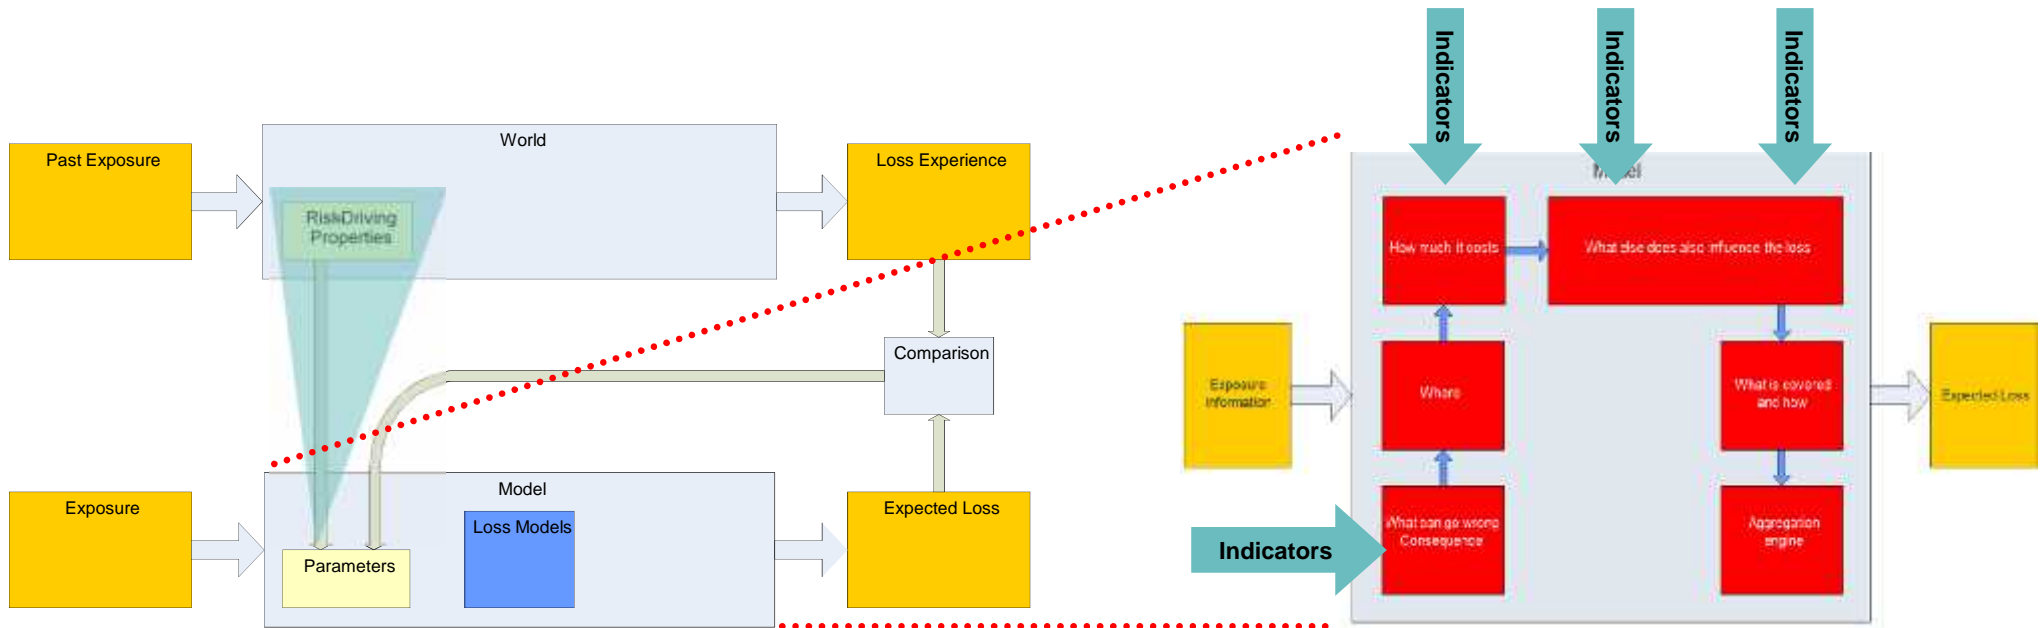 World
Past Exposure
Loss Experience
RiskDriving
Properties
Comparison
Model
Exposure
Loss Models
Expected Loss
Parameters
Indicators
Indicators
Indicators
Model
How much it costs
What else does also influence the loss
Exposure
Information
Where
What is covered
and how
Expected Loss
What can go wrong
Consequence
Aggregation
engine
Indicators